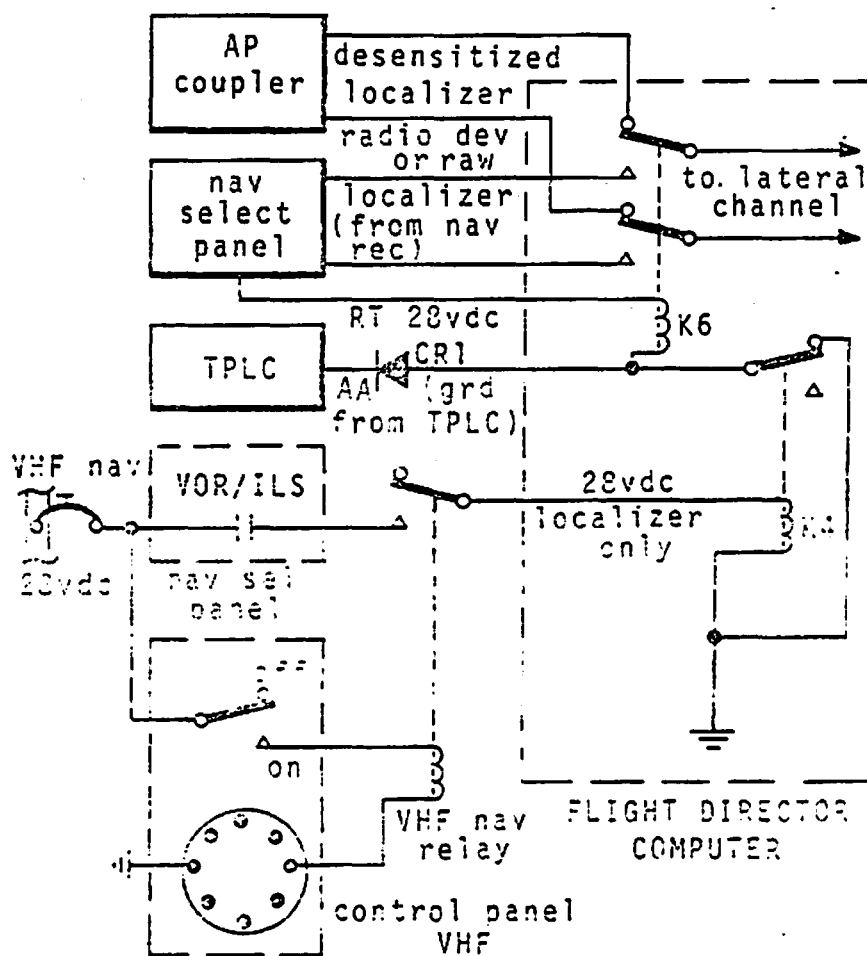 AP
coupler
desensitized
localizer
radio dev
or raw
localizer
(from nav
rec)
nav
select
panel
to. lateral
channel
RT 28vdc
K6
TPLC
CR1
AA
(grd
from TPLC)
VHF nav
28vdc
VOR/ILS
nav sel
panel
28vdc
localizer
only
K4
OFF
on
VHF nav
relay
FLIGHT DIRECTOR
COMPUTER
control panel
VHF